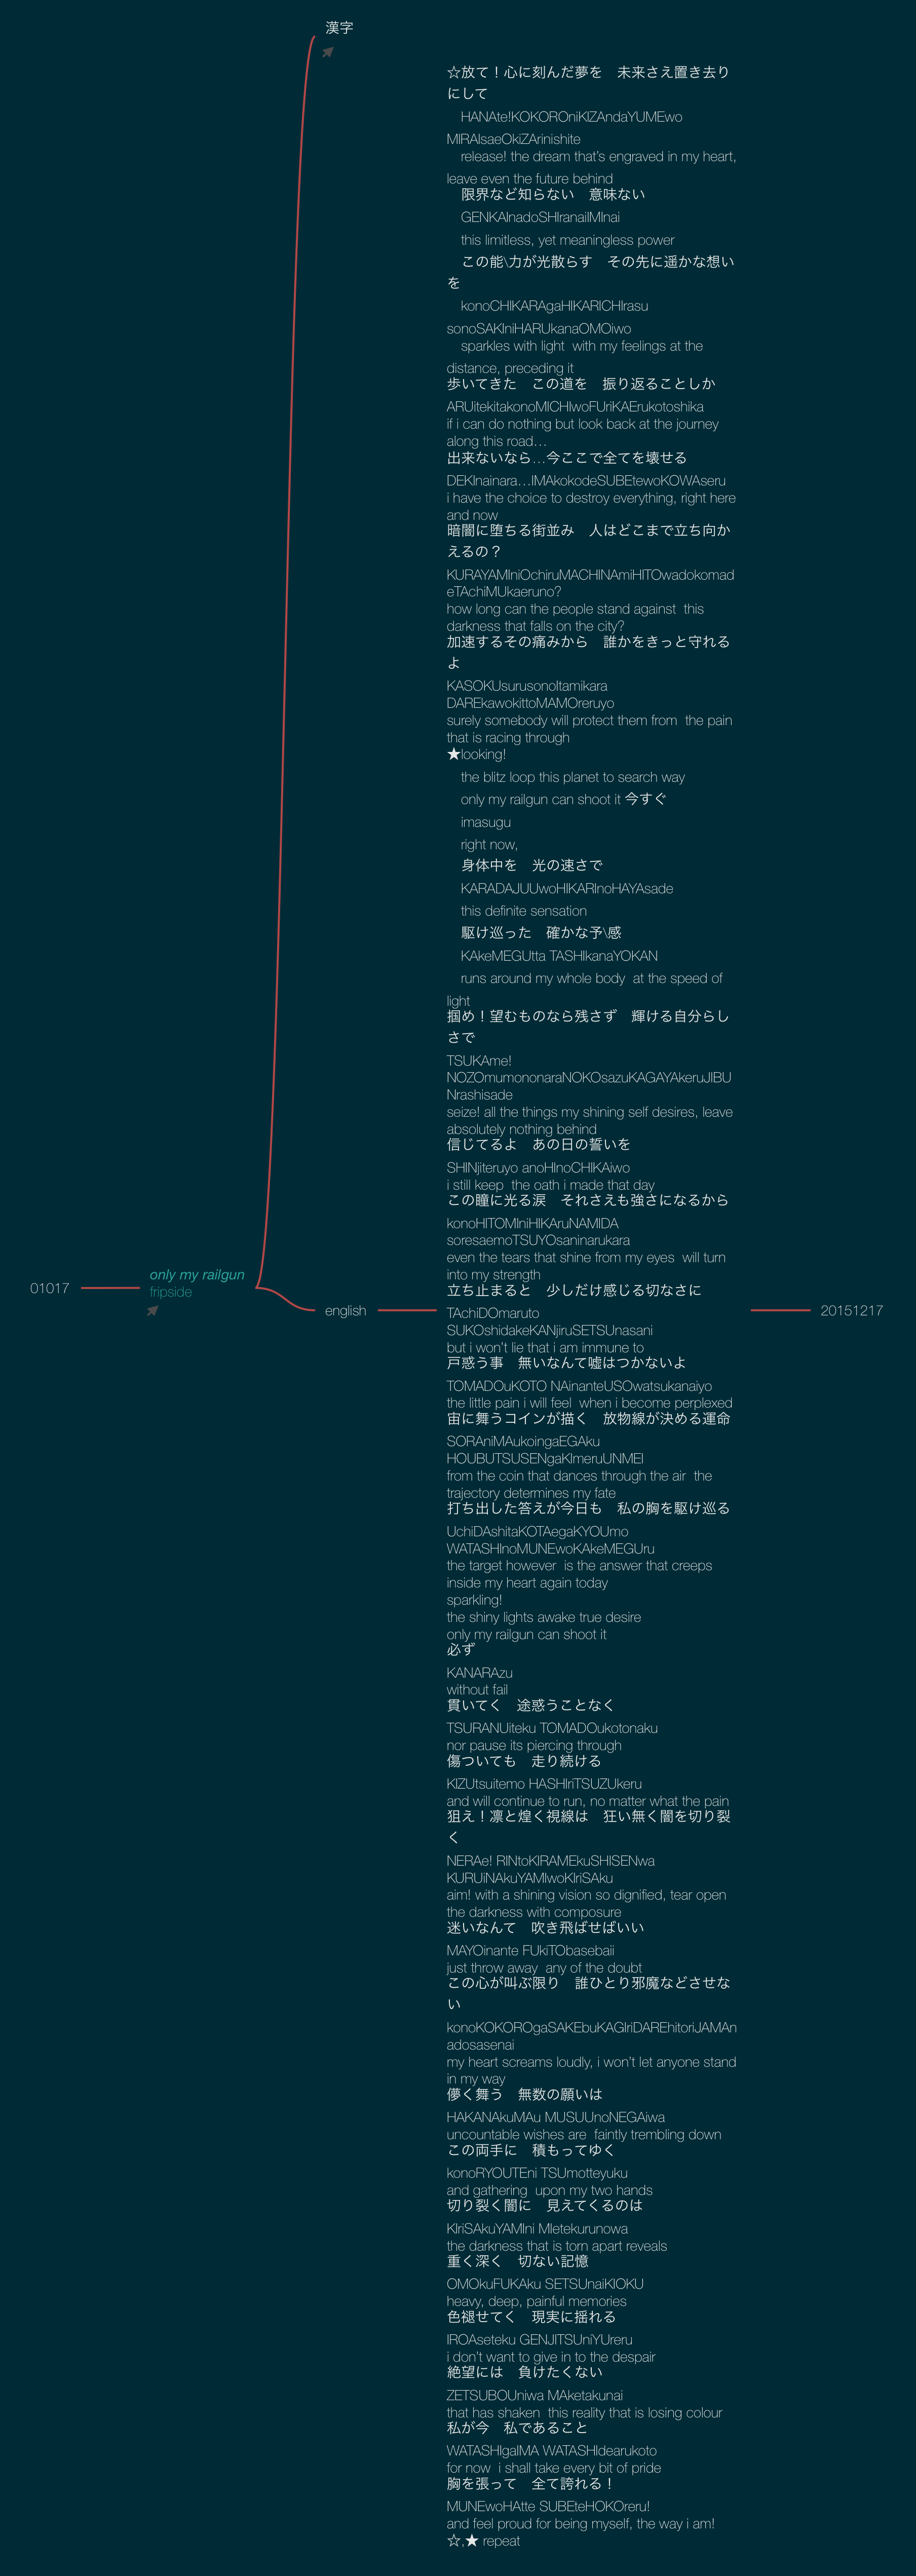 漢字
☆放て！心に刻んだ夢を　未来さえ置き去り
にして
HANAte!KOKOROniKIZAndaYUMEwo
MIRAIsaeOkiZArinishite
release! the dream that's engraved in my heart,
leave even the future behind
限界など知らない　意味ない
GENKAInadoSHIranaiIMInai
this limitless, yet meaningless power
この能\力が光散らす　その先に遥かな想い
を
konoCHIKARAgaHIKARICHIrasu
sonoSAKIniHARUkanaOMOiwo
sparkles with light  with my feelings at the
distance, preceding it
歩いてきた　この道を　振り返ることしか
ARUitekitakonoMICHIwoFUriKAErukotoshika
if i can do nothing but look back at the journey
along this road…
出来ないなら…今ここで全てを壊せる
DEKInainara…IMAkokodeSUBEtewoKOWAseru
i have the choice to destroy everything, right here
and now
暗闇に堕ちる街並み　人はどこまで立ち向か
えるの？
KURAYAMIniOchiruMACHINAmiHITOwadokomad
eTAchiMUkaeruno?
how long can the people stand against  this
darkness that falls on the city?
加速するその痛みから　誰かをきっと守れる
よ
KASOKUsurusonoItamikara
DAREkawokittoMAMOreruyo
surely somebody will protect them from  the pain
that is racing through
★looking!
the blitz loop this planet to search way
only my railgun can shoot it 今すぐ
imasugu
right now,
身体中を　光の速さで
KARADAJUUwoHIKARInoHAYAsade
this definite sensation
駆け巡った　確かな予\感
KAkeMEGUtta TASHIkanaYOKAN
runs around my whole body  at the speed of
light
掴め！望むものなら残さず　輝ける自分らし
さで
TSUKAme!
NOZOmumononaraNOKOsazuKAGAYAkeruJIBU
Nrashisade
seize! all the things my shining self desires, leave
absolutely nothing behind
信じてるよ　あの日の誓いを
SHINjiteruyo anoHInoCHIKAiwo
i still keep  the oath i made that day
この瞳に光る涙　それさえも強さになるから
konoHITOMIniHIKAruNAMIDA
soresaemoTSUYOsaninarukara
even the tears that shine from my eyes  will turn
into my strength
立ち止まると　少しだけ感じる切なさに
TAchiDOmaruto
SUKOshidakeKANjiruSETSUnasani
but i won't lie that i am immune to
戸惑う事　無いなんて嘘はつかないよ
TOMADOuKOTO NAinanteUSOwatsukanaiyo
the little pain i will feel  when i become perplexed
宙に舞うコインが描く　放物線が決める運命
SORAniMAukoingaEGAku
HOUBUTSUSENgaKImeruUNMEI
from the coin that dances through the air  the
trajectory determines my fate
打ち出した答えが今日も　私の胸を駆け巡る
UchiDAshitaKOTAegaKYOUmo
WATASHInoMUNEwoKAkeMEGUru
the target however  is the answer that creeps
inside my heart again today
sparkling!
the shiny lights awake true desire
only my railgun can shoot it
必ず
KANARAzu
without fail
貫いてく　途惑うことなく
TSURANUiteku TOMADOukotonaku
nor pause its piercing through
傷ついても　走り続ける
KIZUtsuitemo HASHIriTSUZUkeru
and will continue to run, no matter what the pain
狙え！凛と煌く視線は　狂い無く闇を切り裂
く
NERAe! RINtoKIRAMEkuSHISENwa
KURUiNAkuYAMIwoKIriSAku
aim! with a shining vision so dignified, tear open
the darkness with composure
迷いなんて　吹き飛ばせばいい
MAYOinante FUkiTObasebaii
just throw away  any of the doubt
この心が叫ぶ限り　誰ひとり邪魔などさせな
い
konoKOKOROgaSAKEbuKAGIriDAREhitoriJAMAn
adosasenai
my heart screams loudly, i won't let anyone stand
in my way
儚く舞う　無数の願いは
HAKANAkuMAu MUSUUnoNEGAiwa
uncountable wishes are  faintly trembling down
この両手に　積もってゆく
konoRYOUTEni TSUmotteyuku
and gathering  upon my two hands
切り裂く闇に　見えてくるのは
KIriSAkuYAMIni MIetekurunowa
the darkness that is torn apart reveals
重く深く　切ない記憶
OMOkuFUKAku SETSUnaiKIOKU
heavy, deep, painful memories
色褪せてく　現実に揺れる
IROAseteku GENJITSUniYUreru
i don't want to give in to the despair
絶望には　負けたくない
ZETSUBOUniwa MAketakunai
that has shaken  this reality that is losing colour
私が今　私であること
WATASHIgaIMA WATASHIdearukoto
for now  i shall take every bit of pride
胸を張って　全て誇れる！
MUNEwoHAtte SUBEteHOKOreru!
and feel proud for being myself, the way i am!
☆,★ repeat
01017
only my railgun
fripside
english
20151217